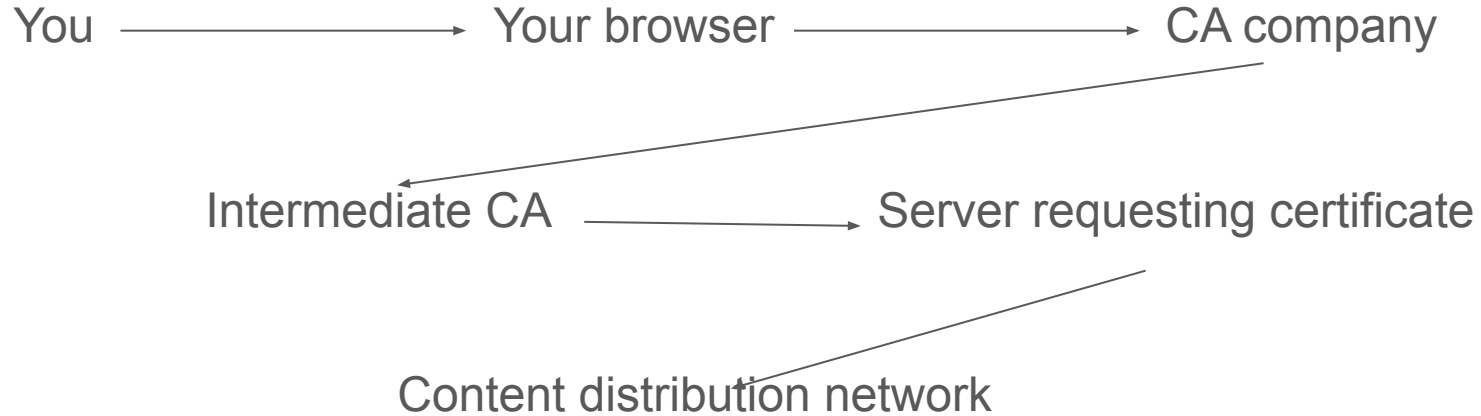 You Your browser CA company
Intermediate CA Server requesting certificate
Content distribution network